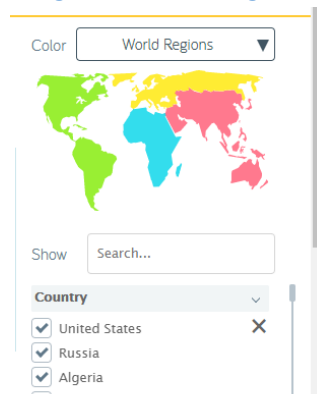 Color World Regions
Show Search...
Country
United States
Russia
Algeria